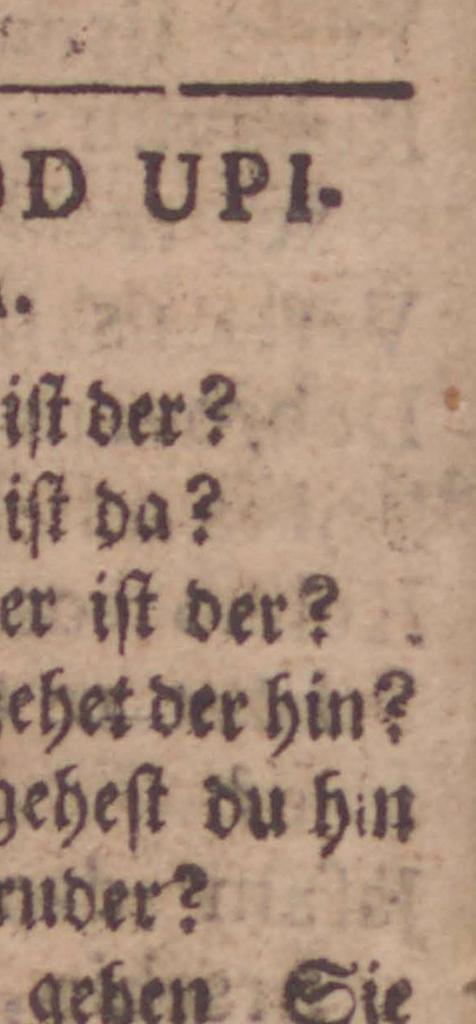 OD UPI.
ist der?
ist da?
er ist der?
gehet der hin?
gehest du hin
ruder?
gehen Sie